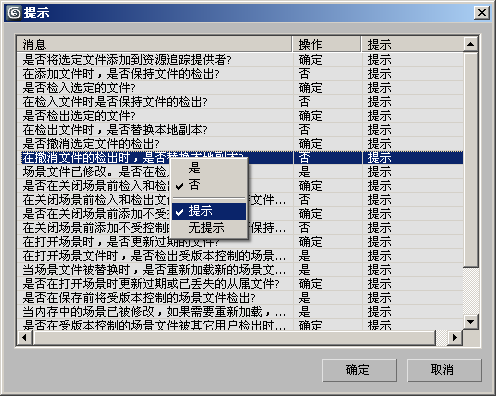 提示
消息 操作 提示
是否将选定文件添加到资源追踪提供者? 确定 提示
在添加文件时，是否保持文件的检出? 否 提示
是否检入选定的文件? 确定 提示
在检入文件时是否保持文件的检出? 否 提示
是否检出选定的文件? 确定 提示
在检出文件时，是否替换本地副本? 否 提示
是否撤消选定文件的检出? 确定 提示
在撤消文件的检出时，是否替换本地副本? 否 提示
场景文件已修改。是否在检入 是 提示
是否在关闭场景前检入和检 确定 提示
在关闭场景前检入和检出文 文件... 否 提示
是否在关闭场景前添加不受 确定 提示
在关闭场景前添加不受控制 保持... 否 提示
在打开场景时，是否更新过期的文件? 确定 提示
在打开场景文件时，是否检出受版本控制的场景... 是 提示
当场景文件被替换时，是否重新加载新的场景文... 是 提示
是否在打开场景时更新过期或已丢失的从属文件? 确定 提示
是否在保存前将受版本控制的场景文件检出? 是 提示
当内存中的场景已被修改，如果需要重新加载，... 是 提示
是否在受版本控制的场景文件被其它用户检出时... 确定 提示
是
否
提示
无提示
确定 取消